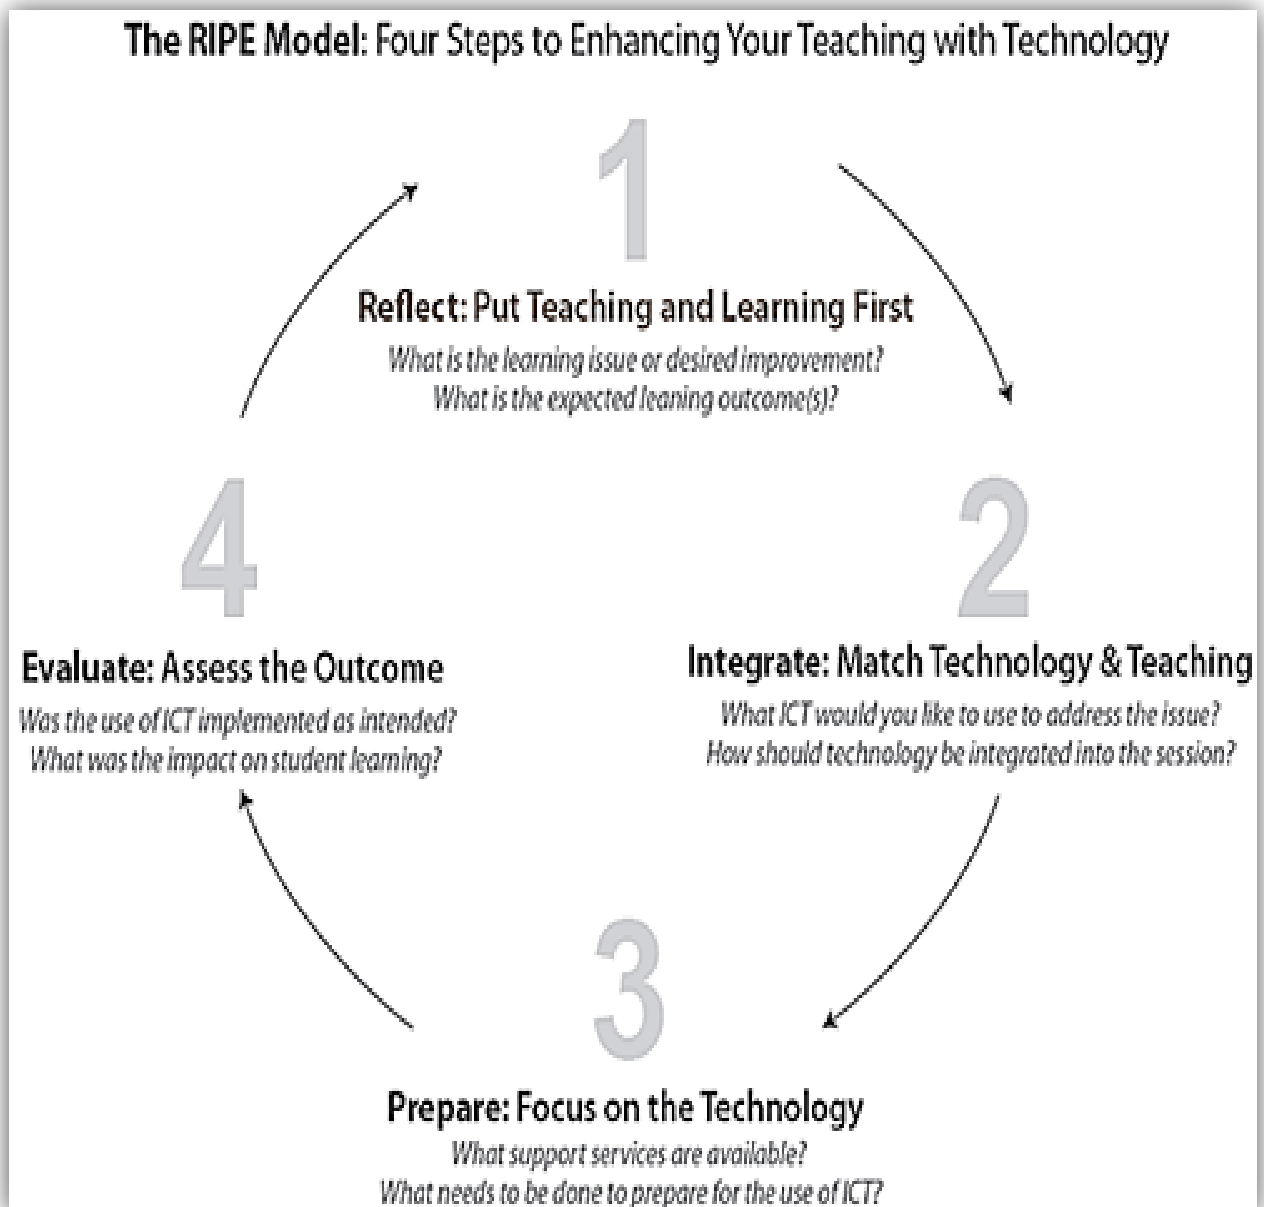 The RIPE Model: Four Steps to Enhancing Your Teaching with Technology
1
Reflect: Put Teaching and Learning First
What is the learning issue or desired improvement?
What is the expected leaning outcome(s)?
2
Integrate: Match Technology & Teaching
What ICT would you like to use to address the issue?
How should technology be integrated into the session?
3
Prepare: Focus on the Technology
What support services are available?
What needs to be done to prepare for the use of ICT?
4
Evaluate: Assess the Outcome
Was the use of ICT implemented as intended?
What was the impact on student learning?